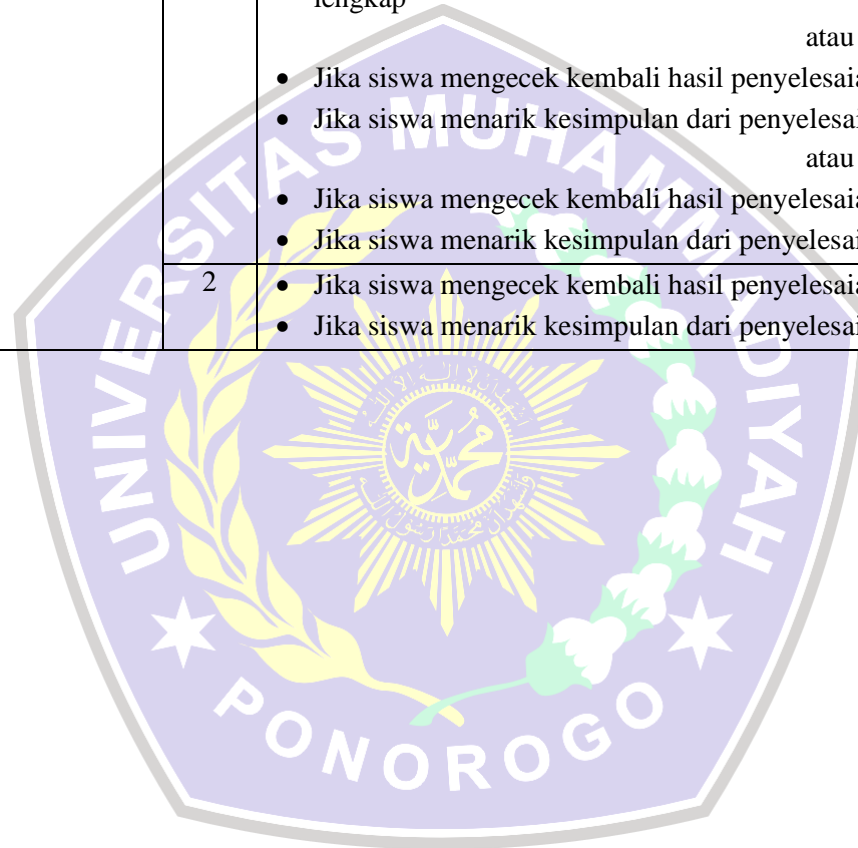 lengkap
atau
• Jika siswa mengecek kembali hasil penyelesaia
• Jika siswa menarik kesimpulan dari penyelesai
atau
• Jika siswa mengecek kembali hasil penyelesaia
• Jika siswa menarik kesimpulan dari penyelesai
2 • Jika siswa mengecek kembali hasil penyelesaia
• Jika siswa menarik kesimpulan dari penyelesai
UNIVERSITAS MUHAMMADIYAH
PONOROGO
محمدية